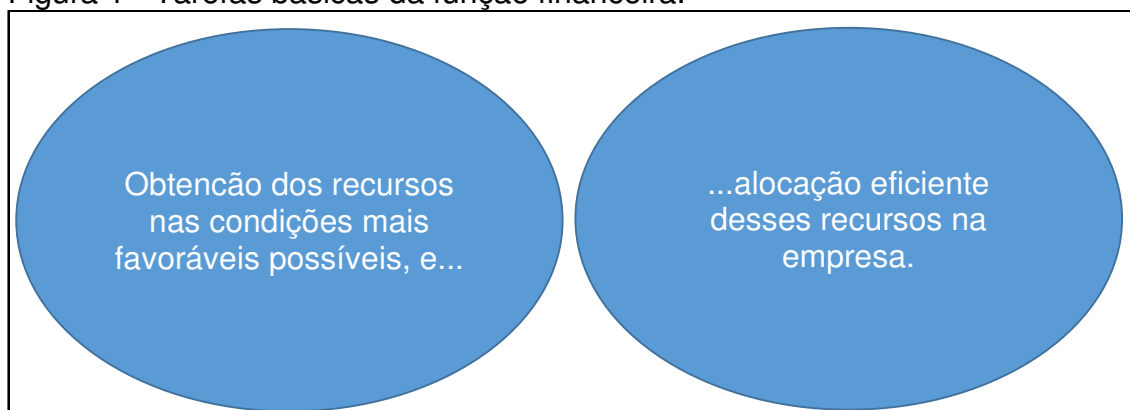 Obtencão dos recursos
nas condições mais
favoráveis possíveis, e...
...alocação eficiente
desses recursos na
empresa.